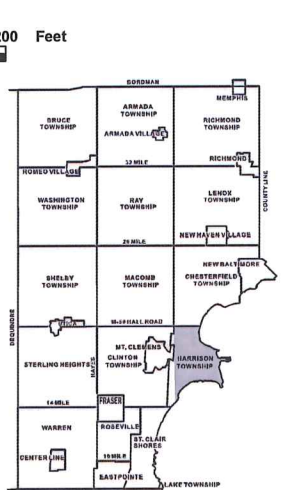 200 Feet
BORDMAN
MEMPHIS
BRUCE
TOWNSHIP
ARMADA
TOWNSHIP
ARMADA VILLAGE
RICHMOND
TOWNSHIP
ROMEO VILLAGE
32 MILE
RICHMOND
WASHINGTON
TOWNSHIP
RAY
TOWNSHIP
LENOX
TOWNSHIP
COUNTY LINE
NEW HAVEN VILLAGE
26 MILE
SHELBY
TOWNSHIP
MACOMB
TOWNSHIP
NEW BALTIMORE
CHESTERFIELD
TOWNSHIP
DEQUINDRE
UTICA
M-59 HALL ROAD
STERLING HEIGHTS
HAYES
MT. CLEMENS
CLINTON
TOWNSHIP
HARRISON
TOWNSHIP
14 MILE
FRASER
WARREN
ROSEVILLE
ST. CLAIR
SHORES
CENTER LINE
10 MILE
EASTPOINTE
LAKE TOWNSHIP